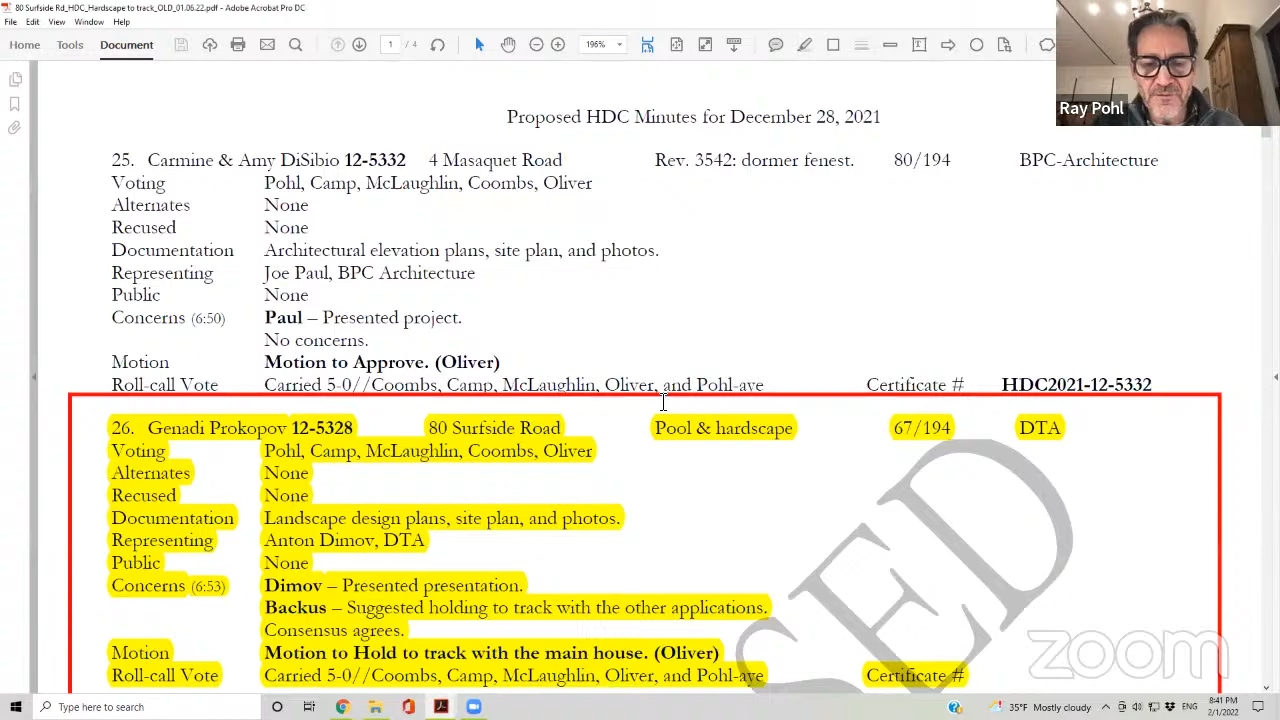 80 Surfside Rd_HDC_Hardscape to track_OLD_01.06.22.pdf - Adobe Acrobat Pro DC
File Edit View Window Help
Home Tools Document 1 / 4 196%
Ray Pohl
Proposed HDC Minutes for December 28, 2021
25. Carmine & Amy DiSibio 12-5332 4 Masaquet Road Rev. 3542: dormer fenest. 80/194 BPC-Architecture
Voting Pohl, Camp, McLaughlin, Coombs, Oliver
Alternates None
Recused None
Documentation Architectural elevation plans, site plan, and photos.
Representing Joe Paul, BPC Architecture
Public None
Concerns (6:50) Paul – Presented project.
No concerns.
Motion Motion to Approve. (Oliver)
Roll-call Vote Carried 5-0//Coombs, Camp, McLaughlin, Oliver, and Pohl-aye Certificate # HDC2021-12-5332
26. Genadi Prokopov 12-5328 80 Surfside Road Pool & hardscape 67/194 DTA
Voting Pohl, Camp, McLaughlin, Coombs, Oliver
Alternates None
Recused None
Documentation Landscape design plans, site plan, and photos.
Representing Anton Dimov, DTA
Public None
Concerns (6:53) Dimov – Presented presentation.
Backus – Suggested holding to track with the other applications.
Consensus agrees.
Motion Motion to Hold to track with the main house. (Oliver)
Roll-call Vote Carried 5-0//Coombs, Camp, McLaughlin, Oliver, and Pohl-aye Certificate #
SED
zoom
Type here to search
35°F Mostly cloudy
8:41 PM
2/1/2022